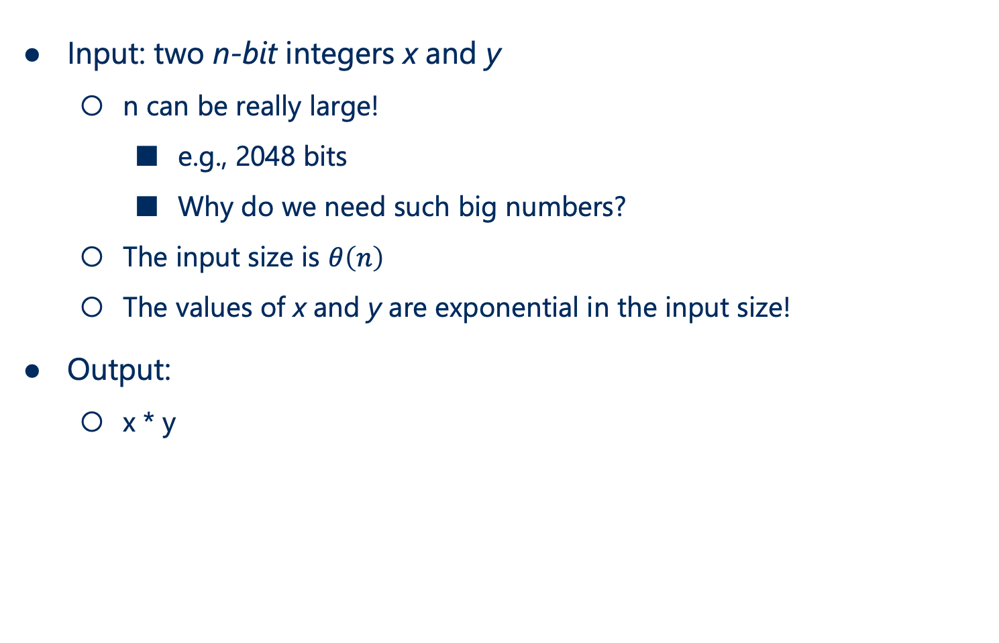 ● Input: two n-bit integers x and y
○ n can be really large!
■ e.g., 2048 bits
■ Why do we need such big numbers?
○ The input size is θ(n)
○ The values of x and y are exponential in the input size!
● Output:
○ x * y